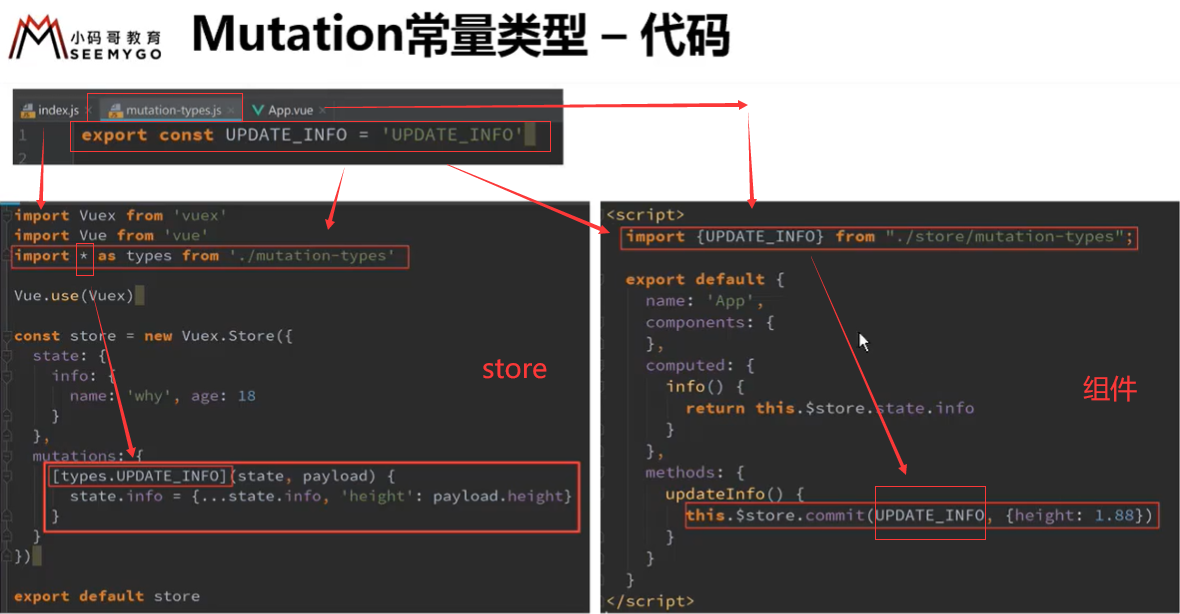 小码哥教育
SEEMYGO
Mutation常量类型 – 代码
index.js × mutation-types.js × App.vue ×
1 export const UPDATE_INFO = 'UPDATE_INFO'
2
import Vuex from 'vuex'
import Vue from 'vue'
import * as types from './mutation-types'
Vue.use(Vuex)
const store = new Vuex.Store({
state: {
info: {
name: 'why', age: 18
}
},
mutations: {
[types.UPDATE_INFO](state, payload) {
state.info = {...state.info, 'height': payload.height}
}
}
})
export default store
store
<script>
import {UPDATE_INFO} from "./store/mutation-types";
export default {
name: 'App',
components: {
},
computed: {
info() {
return this.$store.state.info
}
},
methods: {
updateInfo() {
this.$store.commit(UPDATE_INFO, {height: 1.88})
}
}
}
</script>
组件